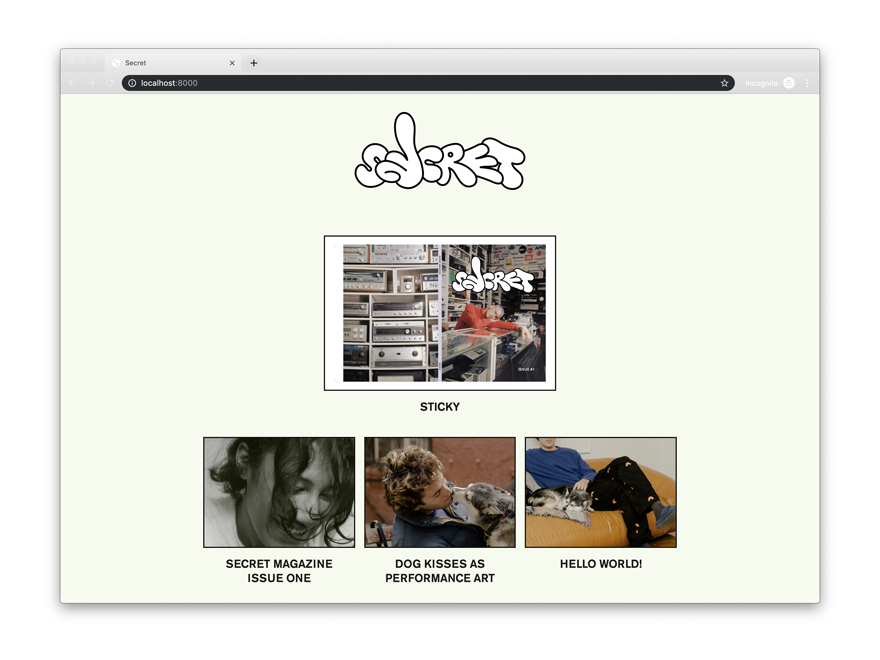 Secret
localhost:8000
Incognito
SECRET
SECRET
ISSUE #1
STICKY
SECRET MAGAZINE
ISSUE ONE
DOG KISSES AS
PERFORMANCE ART
HELLO WORLD!